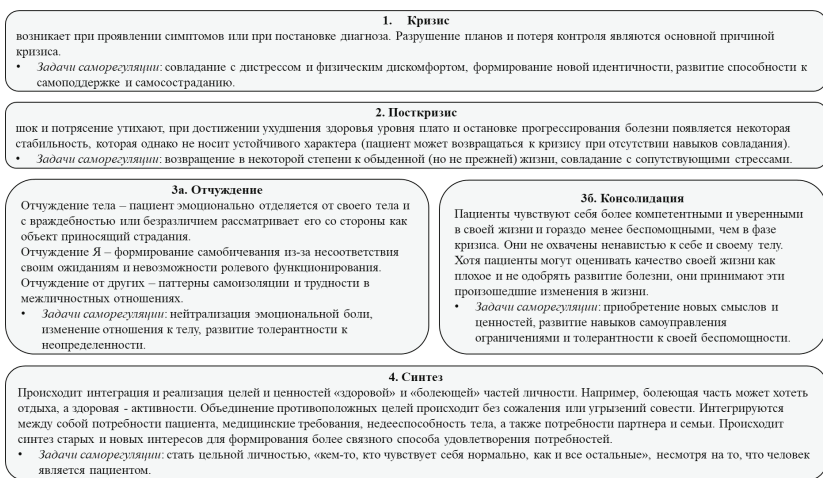 1. Кризис
возникает при проявлении симптомов или при постановке диагноза. Разрушение планов и потеря контроля являются основной причиной
кризиса.
• Задачи саморегуляции: совладание с дистрессом и физическим дискомфортом, формирование новой идентичности, развитие способности к
самоподдержке и самосостраданию.
2. Посткризис
шок и потрясение утихают, при достижении ухудшения здоровья уровня плато и остановке прогрессирования болезни появляется некоторая
стабильность, которая однако не носит устойчивого характера (пациент может возвращаться к кризису при отсутствии навыков совладания).
• Задачи саморегуляции: возвращение в некоторой степени к обыденной (но не прежней) жизни, совладание с сопутствующими стрессами.
3а. Отчуждение
Отчуждение тела – пациент эмоционально отделяется от своего тела и
с враждебностью или безразличием рассматривает его со стороны как
объект приносящий страдания.
Отчуждение Я – формирование самобичевания из-за несоответствия
своим ожиданиям и невозможности ролевого функционирования.
Отчуждение от других – паттерны самоизоляции и трудности в
межличностных отношениях.
• Задачи саморегуляции: нейтрализация эмоциональной боли,
изменение отношения к телу, развитие толерантности к
неопределенности.
3б. Консолидация
Пациенты чувствуют себя более компетентными и уверенными
в своей жизни и гораздо менее беспомощными, чем в фазе
кризиса. Они не охвачены ненавистью к себе и своему телу.
Хотя пациенты могут оценивать качество своей жизни как
плохое и не одобрять развитие болезни, они принимают эти
произошедшие изменения в жизни.
• Задачи саморегуляции: приобретение новых смыслов и
ценностей, развитие навыков самоуправления
ограничениями и толерантности к своей беспомощности.
4. Синтез
Происходит интеграция и реализация целей и ценностей «здоровой» и «болеющей» частей личности. Например, болеющая часть может хотеть
отдыха, а здоровая - активности. Объединение противоположных целей происходит без сожаления или угрызений совести. Интегрируются
между собой потребности пациента, медицинские требования, недееспособность тела, а также потребности партнера и семьи. Происходит
синтез старых и новых интересов для формирования более связного способа удовлетворения потребностей.
• Задачи саморегуляции: стать цельной личностью, «кем-то, кто чувствует себя нормально, как и все остальные», несмотря на то, что человек
является пациентом.